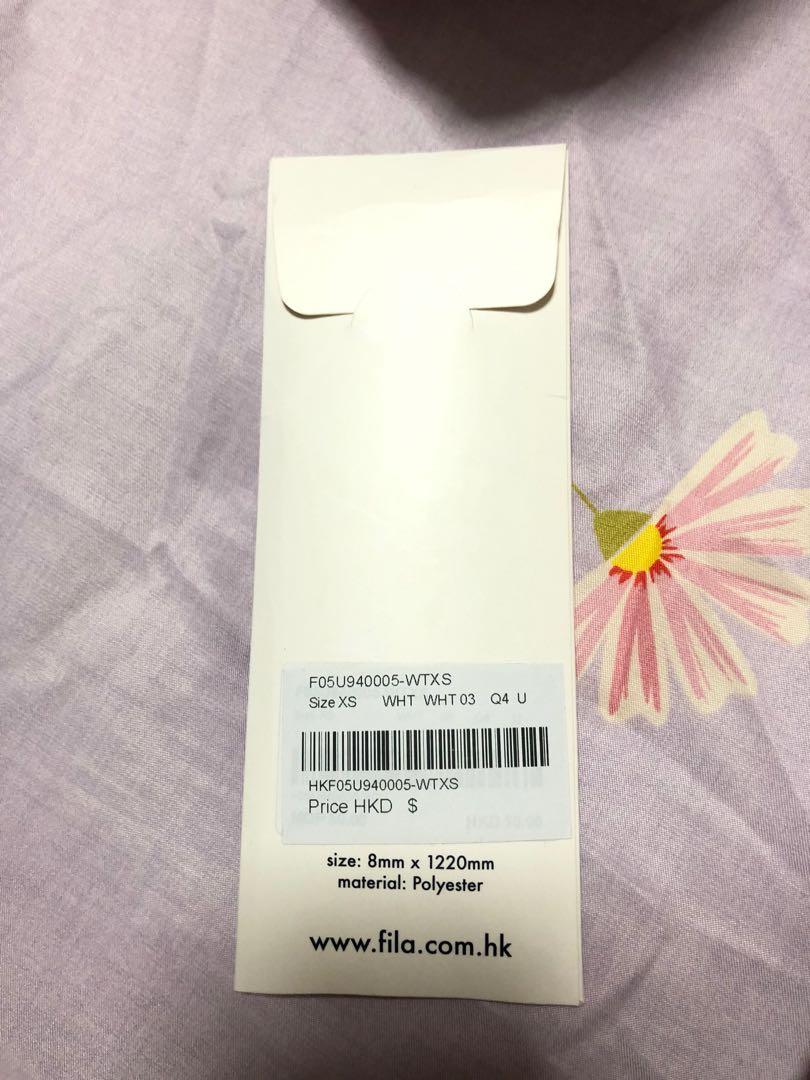 F05U940005-WTXS
Size XS WHT WHT 03 Q4 U
HKF05U940005-WTXS
Price HKD $
size: 8mm x 1220mm
material: Polyester
www.fila.com.hk